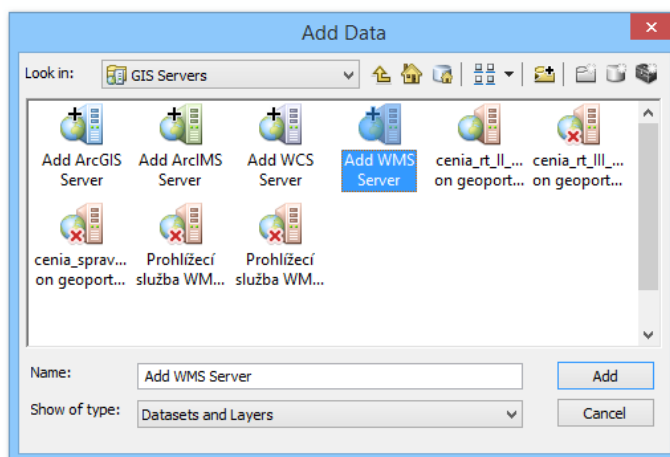 Add Data
Look in: GIS Servers
Add ArcGIS Add ArcIMS Add WCS Add WMS cenia_rt_II_... cenia_rt_III_...
Server Server Server Server on geoport... on geoport...
cenia_sprav... Prohlížecí Prohlížecí
on geoport... služba WM... služba WM...
Name: Add WMS Server Add
Show of type: Datasets and Layers Cancel